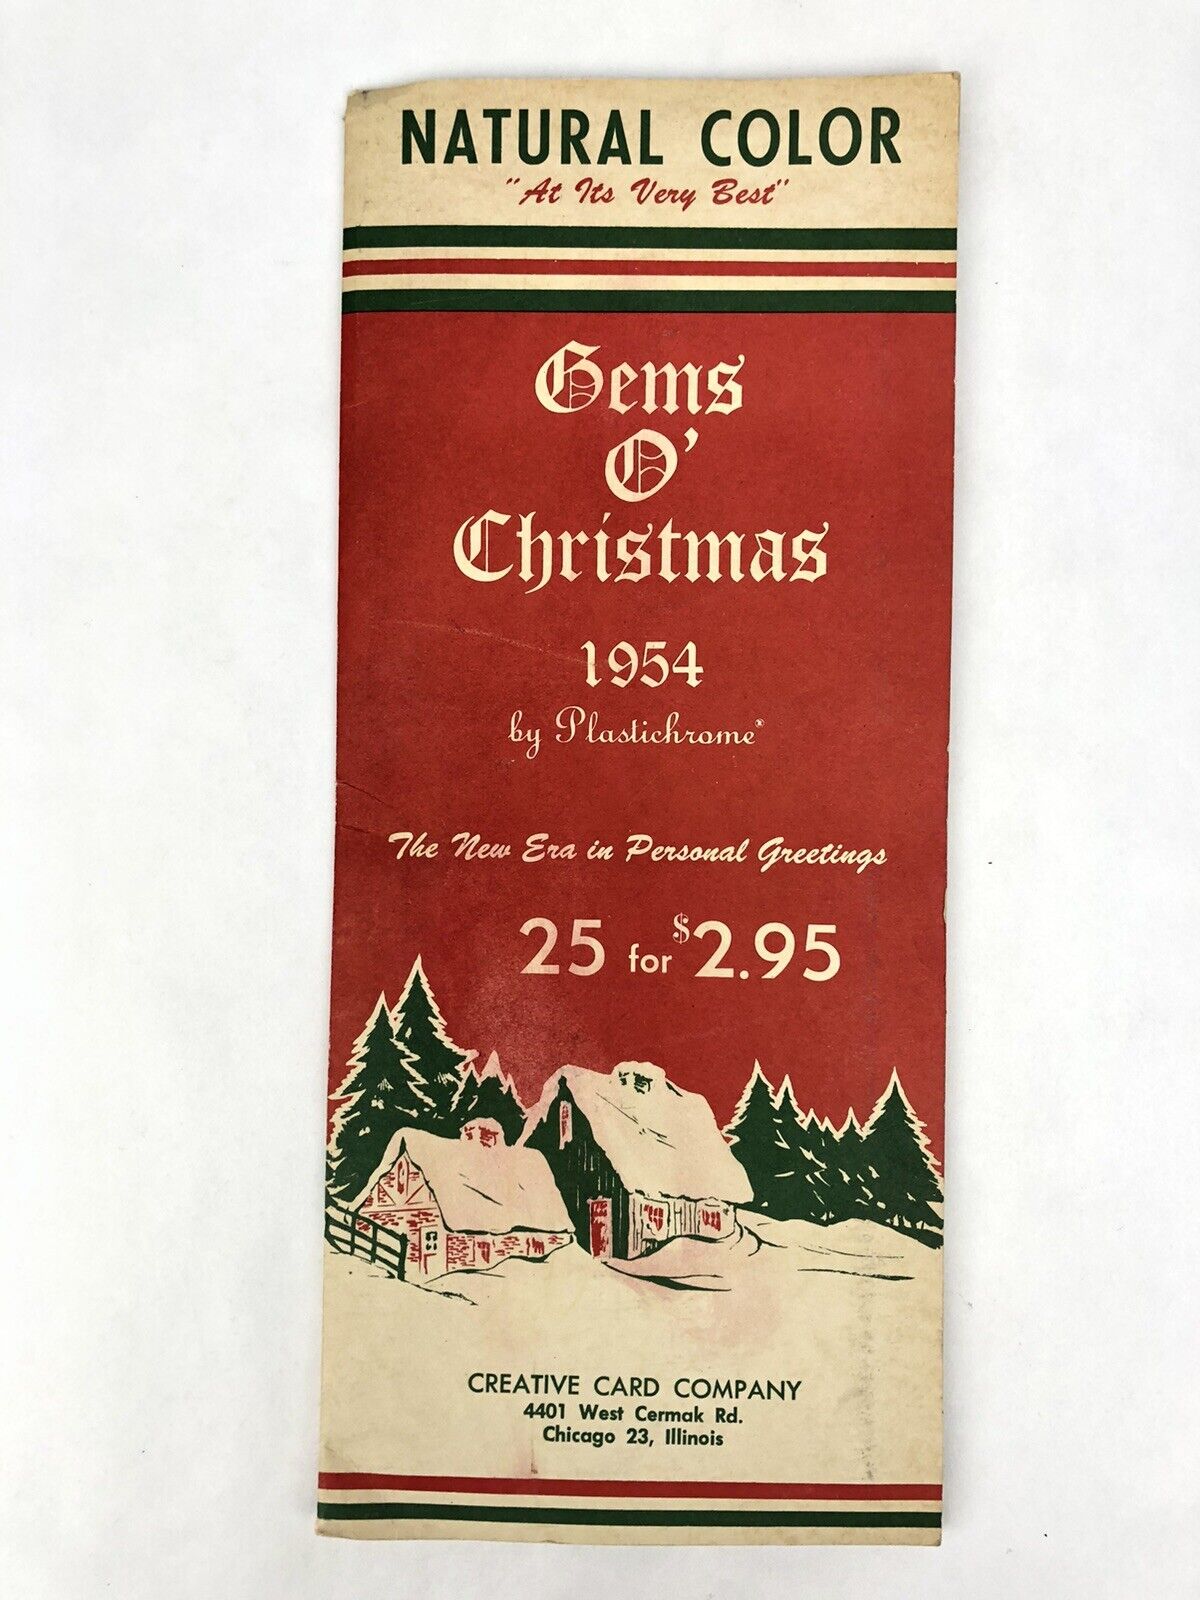 NATURAL COLOR
"At Its Very Best"
Gems
O'
Christmas
1954
by Plastichrome®
The New Era in Personal Greetings
25 for $2.95
CREATIVE CARD COMPANY
4401 West Cermak Rd.
Chicago 23, Illinois